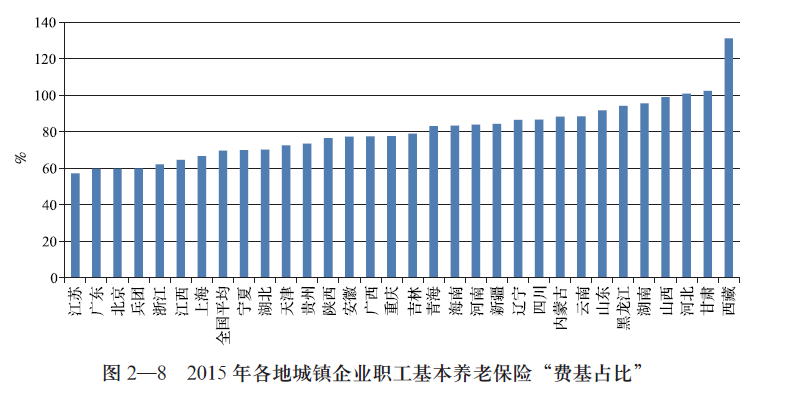 140
120
100
80
60
40
20
0
%
江苏
广东
北京
兵团
浙江
江西
上海
全国平均
宁夏
湖北
天津
贵州
陕西
安徽
广西
重庆
吉林
青海
海南
河南
新疆
辽宁
四川
内蒙古
云南
山东
黑龙江
湖南
山西
河北
甘肃
西藏
图 2—8 2015 年各地城镇企业职工基本养老保险“费基占比”